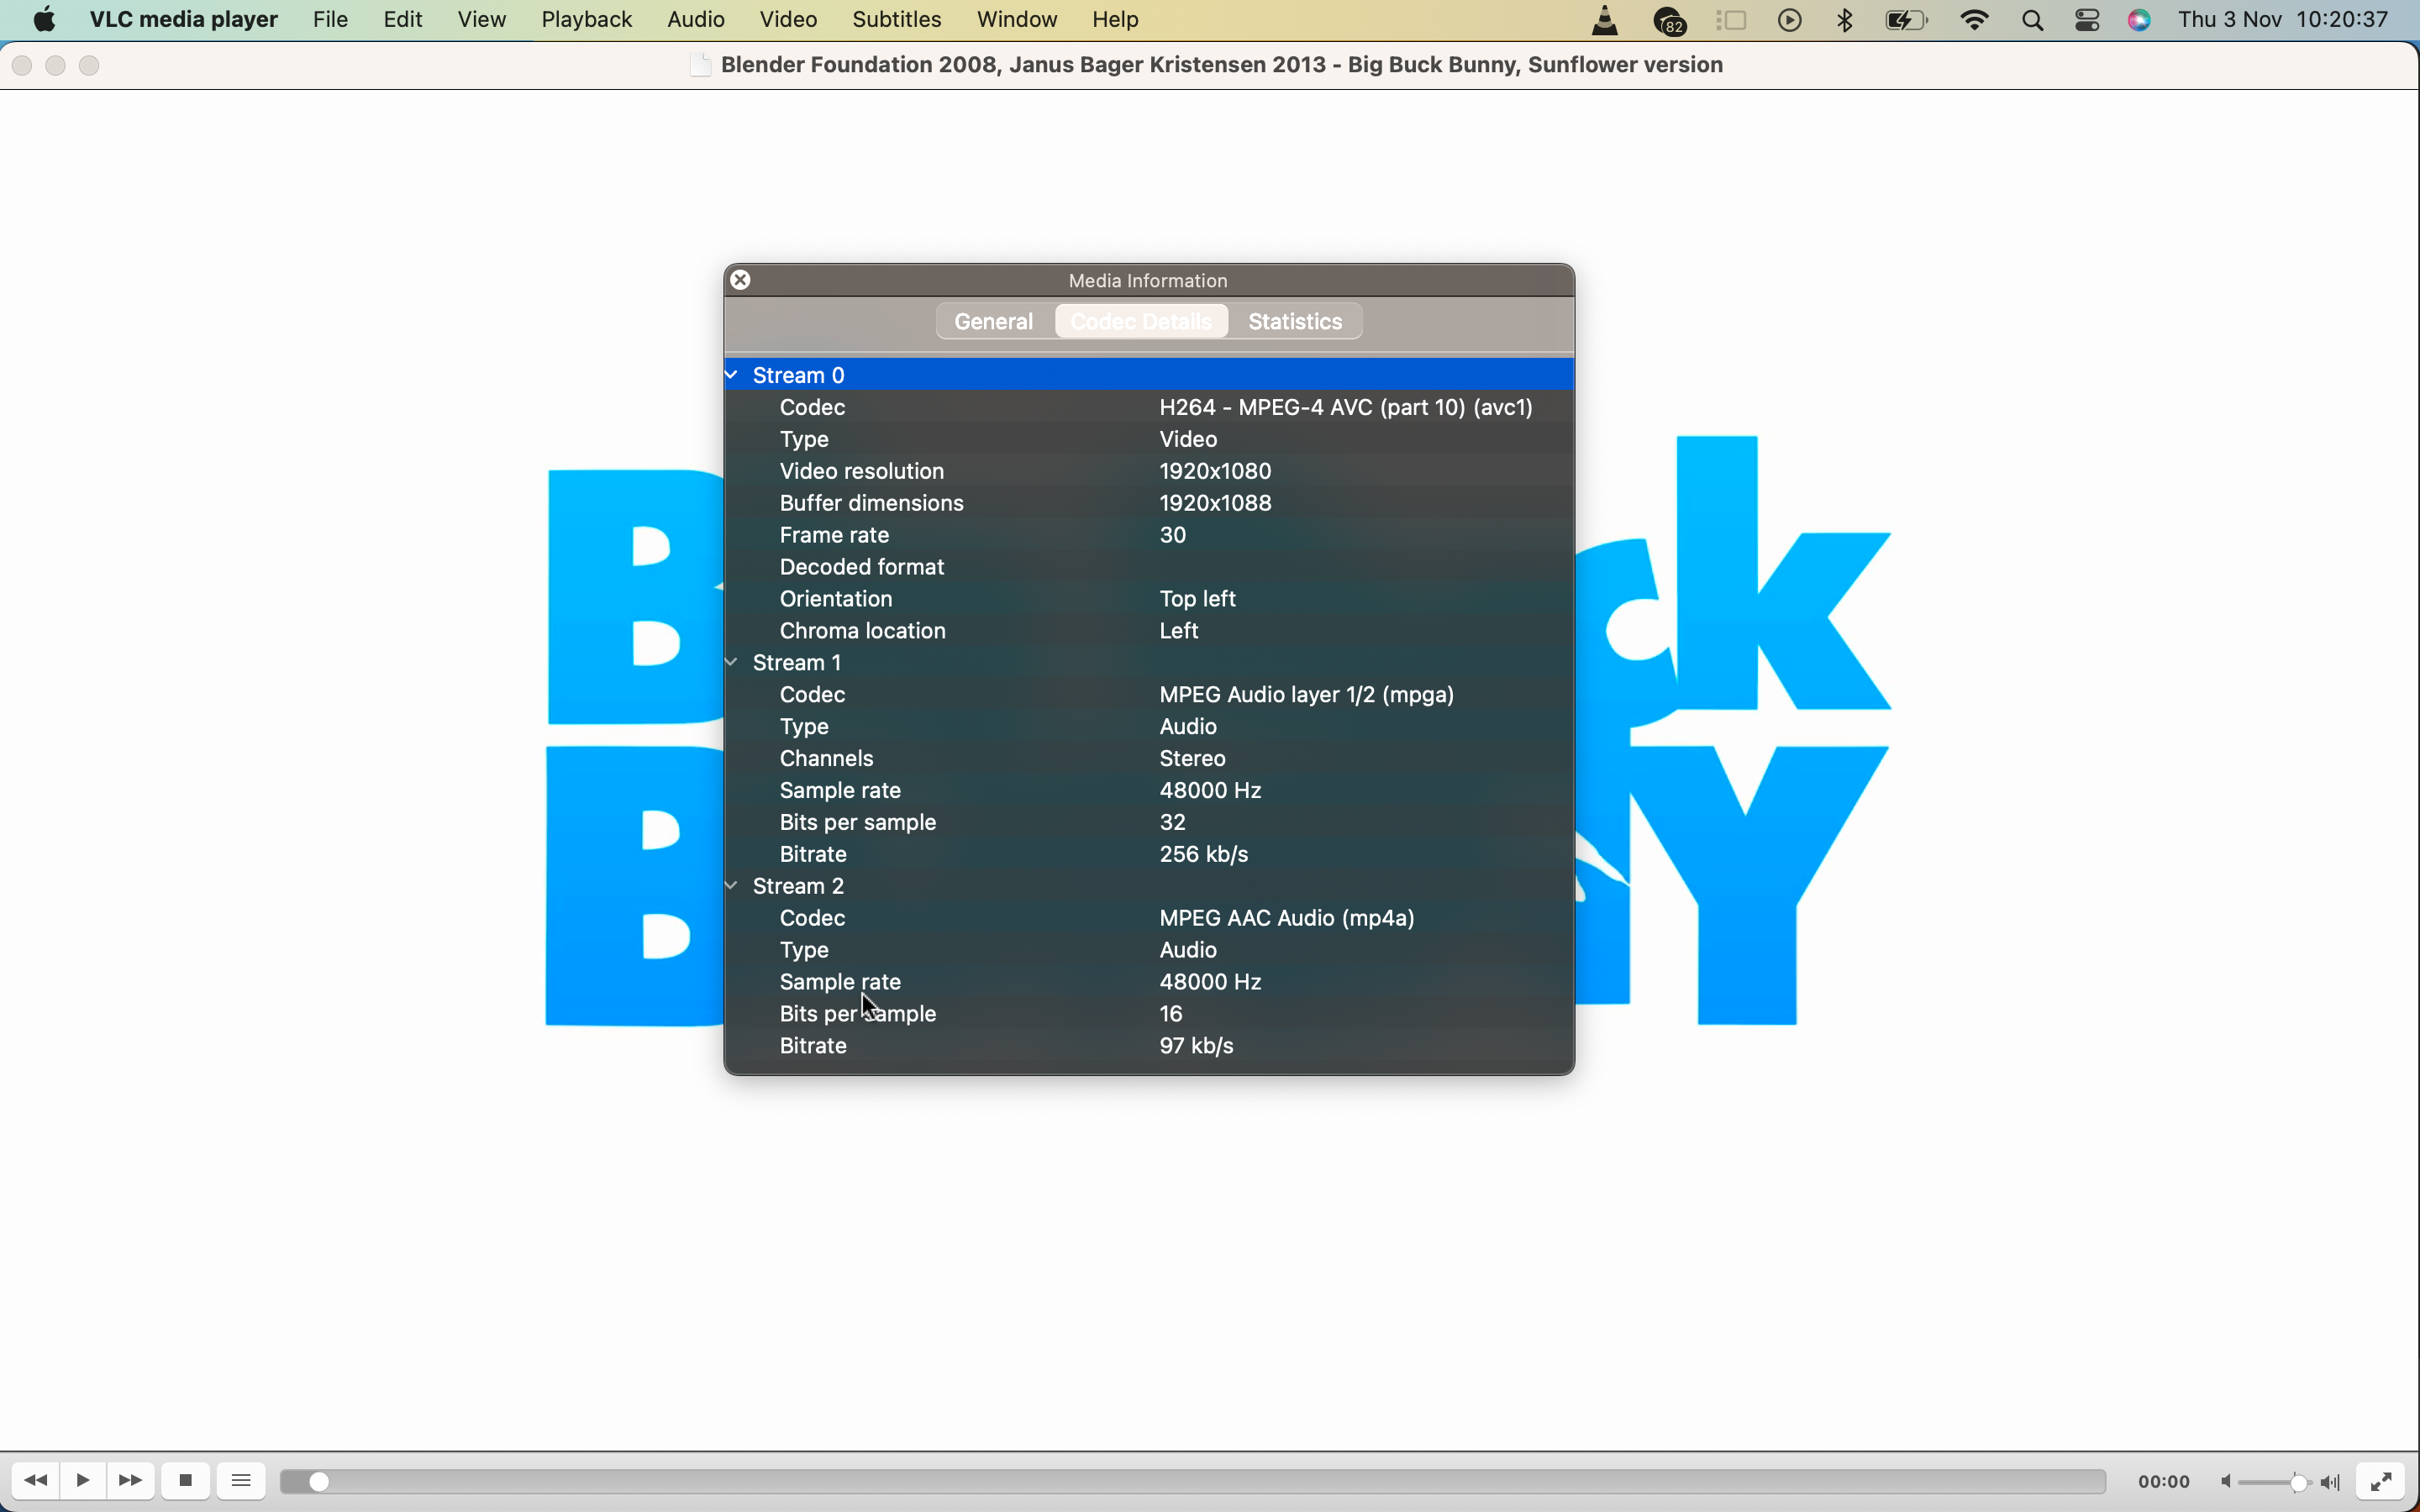 VLC media player File Edit View Playback Audio Video Subtitles Window Help 82 Thu 3 Nov 10:20:37
Blender Foundation 2008, Janus Bager Kristensen 2013 - Big Buck Bunny, Sunflower version
Media Information
General Codec Details Statistics
Stream 0
Codec H264 - MPEG-4 AVC (part 10) (avc1)
Type Video
Video resolution 1920x1080
Buffer dimensions 1920x1088
Frame rate 30
Decoded format
Orientation Top left
Chroma location Left
Stream 1
Codec MPEG Audio layer 1/2 (mpga)
Type Audio
Channels Stereo
Sample rate 48000 Hz
Bits per sample 32
Bitrate 256 kb/s
Stream 2
Codec MPEG AAC Audio (mp4a)
Type Audio
Sample rate 48000 Hz
Bits per sample 16
Bitrate 97 kb/s
00:00